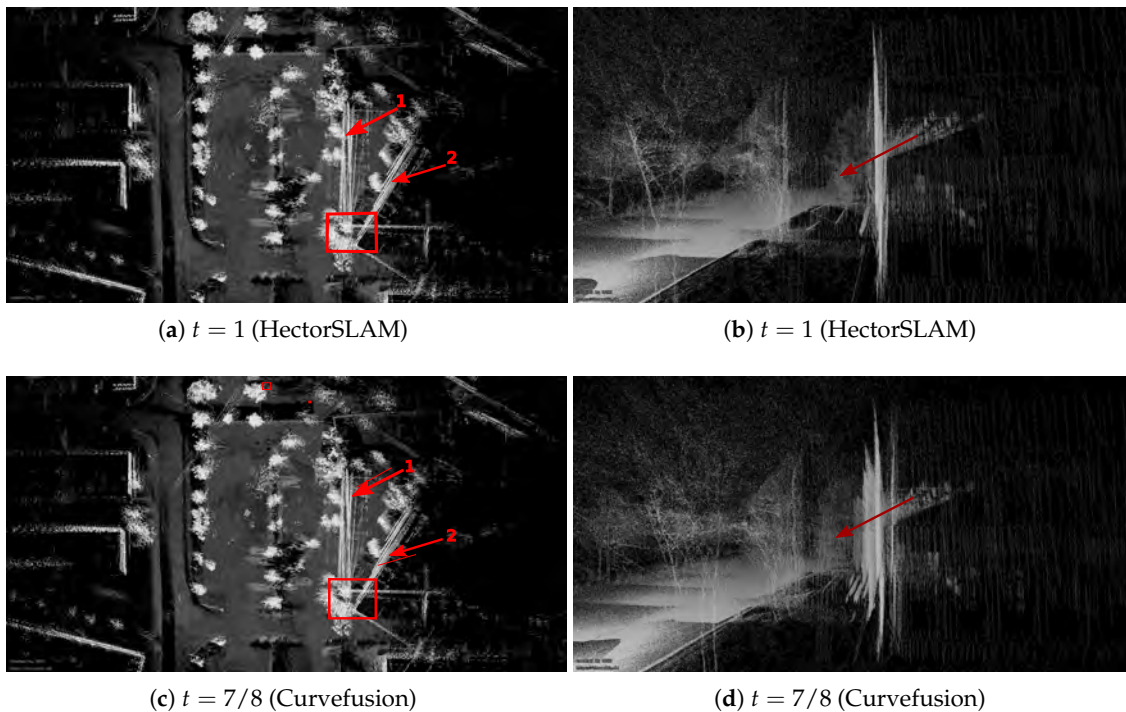 1
2
(a) t = 1 (HectorSLAM)
(b) t = 1 (HectorSLAM)
1
2
(c) t = 7/8 (Curvefusion)
(d) t = 7/8 (Curvefusion)